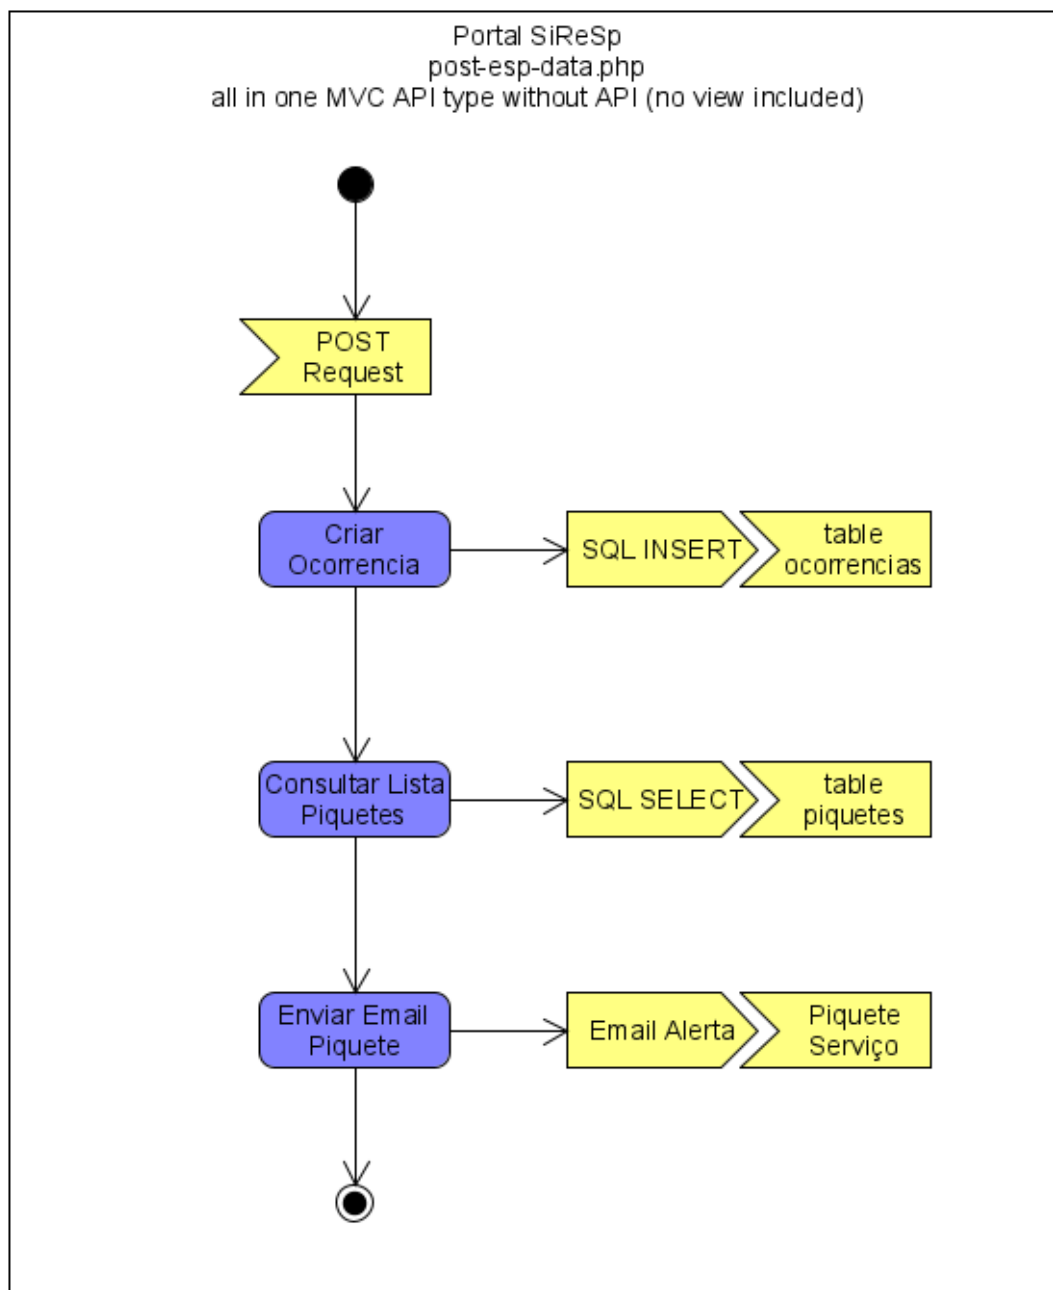 Portal SiReSp
post-esp-data.php
all in one MVC API type without API (no view included)
POST
Request
Criar
Ocorrencia
SQL INSERT
table
ocorrencias
Consultar Lista
Piquetes
SQL SELECT
table
piquetes
Enviar Email
Piquete
Email Alerta
Piquete
Serviço